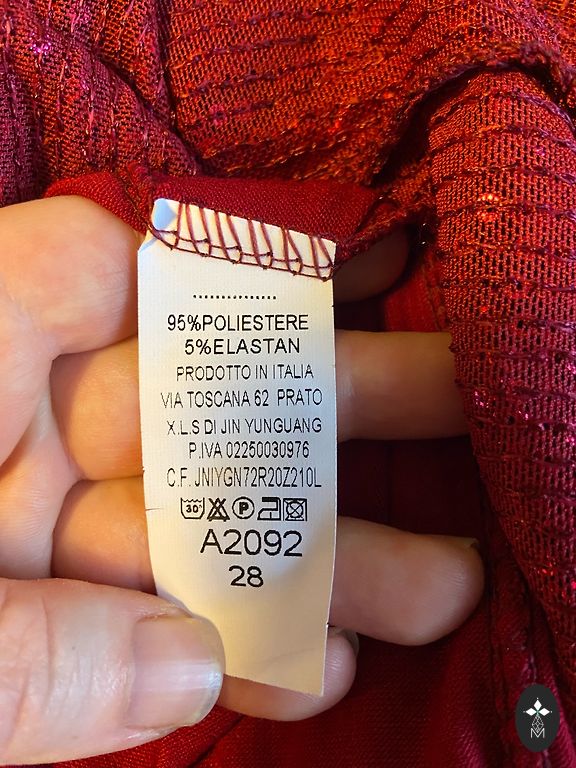 95%POLIESTERE
5%ELASTAN
PRODOTTO IN ITALIA
VIA TOSCANA 62 PRATO
X.L.S DI JIN YUNGUANG
P.IVA 02250030976
C.F. JNIYGN72R20Z210L
30° P
A2092
28
M